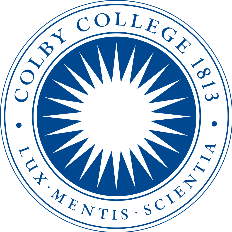 COLBY COLLEGE 1813
LUX · MENTIS · SCIENTIA